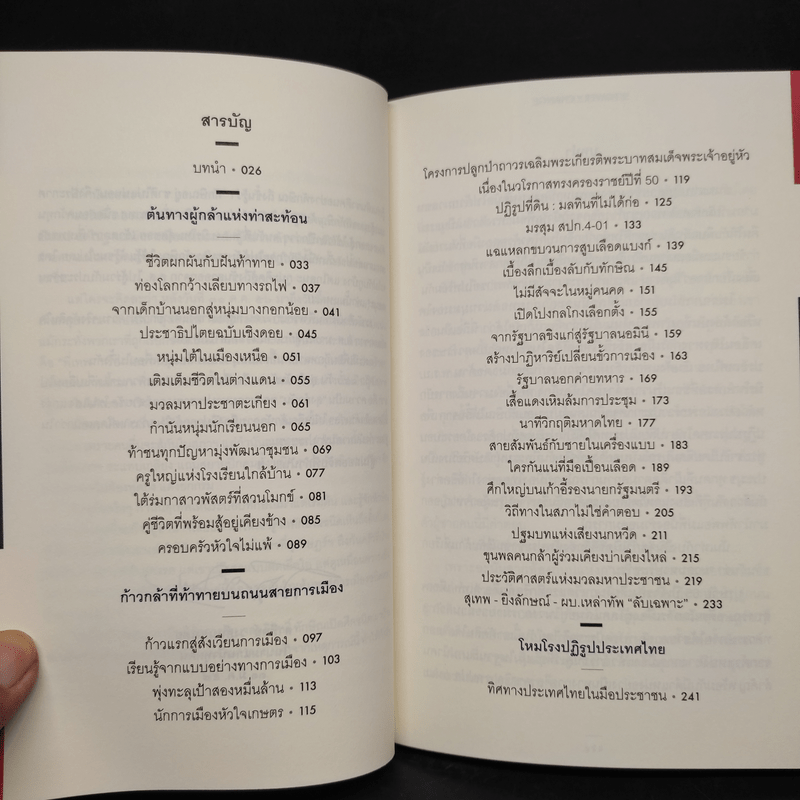 สารบัญ
บทนำ • 026
ต้นทางผู้กล้าแห่งท่าสะท้อน
ชีวิตผกผันกับฝันท้าทาย • 033
ท่องโลกกว้างเลียบทางรถไฟ • 037
จากเด็กบ้านนอกสู่หนุ่มบางกอกน้อย • 041
ประชาธิปไตยฉบับเชิงดอย • 045
หนุ่มใต้ในเมืองเหนือ • 051
เติมเต็มชีวิตในต่างแดน • 055
มวลมหาประชาตะเกียง • 061
กำนันหนุ่มนักเรียนนอก • 065
ท้าชนทุกปัญหามุ่งพัฒนาชุมชน • 069
ครูใหญ่แห่งโรงเรียนใกล้บ้าน • 077
ใต้ร่มกาสาวพัสตร์ที่สวนโมกข์ • 081
คู่ชีวิตที่พร้อมสู้อยู่เคียงข้าง • 085
ครอบครัวหัวใจไม่แพ้ • 089
ก้าวกล้าที่ท้าทายบนถนนสายการเมือง
ก้าวแรกสู่สังเวียนการเมือง • 097
เรียนรู้จากแบบอย่างทางการเมือง • 103
พุ่งทะลุเป้าสองหมื่นล้าน • 113
นักการเมืองหัวใจเกษตร • 115
โครงการปลูกป่าถาวรเฉลิมพระเกียรติพระบาทสมเด็จพระเจ้าอยู่หัว
เนื่องในวโรกาสทรงครองราชย์ปีที่ 50 • 119
ปฏิรูปที่ดิน : มลทินที่ไม่ได้ก่อ • 125
มรสุม สปก.4-01 • 133
แฉแหลกขบวนการสูบเลือดแบงก์ • 139
เบื้องลึกเบื้องลับกับทักษิณ • 145
ไม่มีสัจจะในหมู่คนคด • 151
เปิดโปงกลโกงเลือกตั้ง • 155
จากรัฐบาลขิงแก่สู่รัฐบาลนอมินี • 159
สร้างปาฏิหาริย์เปลี่ยนขั้วการเมือง • 163
รัฐบาลนอกค่ายทหาร • 169
เสื้อแดงเหิมล้มการประชุม • 173
นาทีวิกฤติมหาดไทย • 177
สายสัมพันธ์กับชายในเครื่องแบบ • 183
ใครกันแน่ที่มือเปื้อนเลือด • 189
ศึกใหญ่บนเก้าอี้รองนายกรัฐมนตรี • 193
วิถีทางในสภาไม่ใช่คำตอบ • 205
ปฐมบทแห่งเสียงนกหวีด • 211
ขุนพลคนกล้าผู้ร่วมเคียงบ่าเคียงไหล่ • 215
ประวัติศาสตร์แห่งมวลมหาประชาชน • 219
สุเทพ - ยิ่งลักษณ์ - ผบ.เหล่าทัพ "ลับเฉพาะ" • 233
โหมโรงปฏิรูปประเทศไทย
ทิศทางประเทศไทยในมือประชาชน • 241